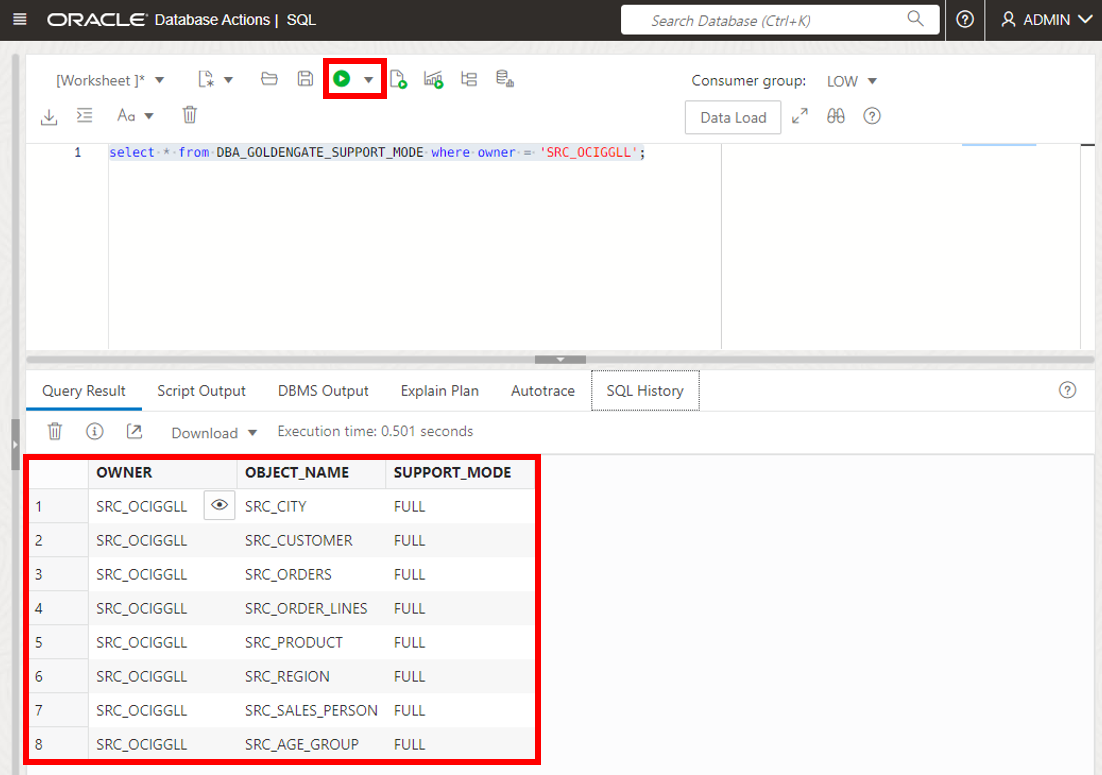 ORACLE Database Actions | SQL
Search Database (Ctrl+K)
ADMIN
[Worksheet ]*
Consumer group: LOW
Aa
Data Load
1 select * from DBA_GOLDENGATE_SUPPORT_MODE where owner = 'SRC_OCIGGLL';
Query Result Script Output DBMS Output Explain Plan Autotrace SQL History
Download Execution time: 0.501 seconds
OWNER OBJECT_NAME SUPPORT_MODE
1 SRC_OCIGGLL SRC_CITY FULL
2 SRC_OCIGGLL SRC_CUSTOMER FULL
3 SRC_OCIGGLL SRC_ORDERS FULL
4 SRC_OCIGGLL SRC_ORDER_LINES FULL
5 SRC_OCIGGLL SRC_PRODUCT FULL
6 SRC_OCIGGLL SRC_REGION FULL
7 SRC_OCIGGLL SRC_SALES_PERSON FULL
8 SRC_OCIGGLL SRC_AGE_GROUP FULL